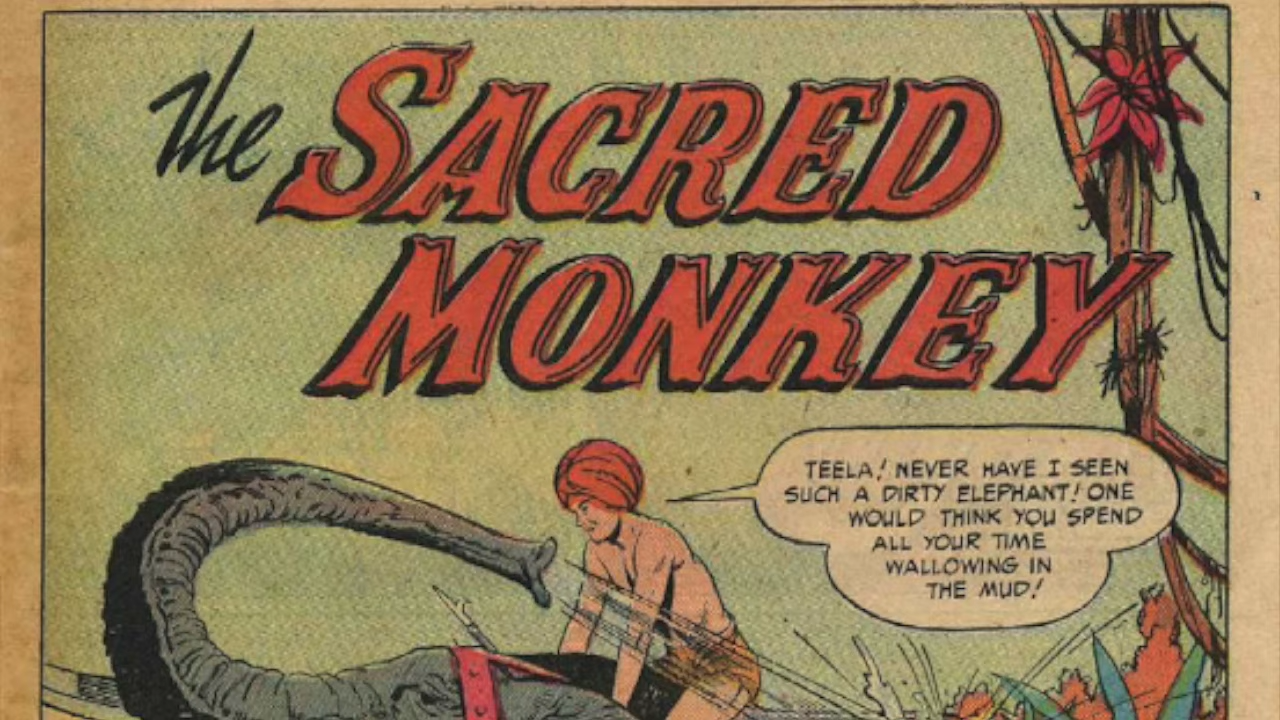 The SACRED
MONKEY
TEELA! NEVER HAVE I SEEN
SUCH A DIRTY ELEPHANT! ONE
WOULD THINK YOU SPEND
ALL YOUR TIME
WALLOWING IN
THE MUD!